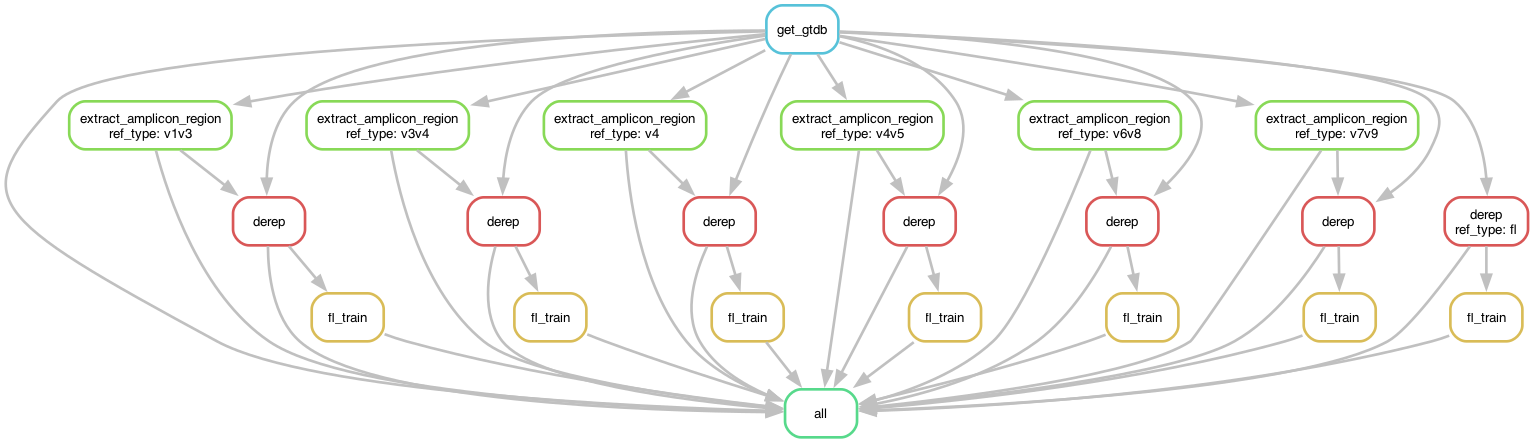 get_gtdb
extract_amplicon_region
ref_type: v1v3
extract_amplicon_region
ref_type: v3v4
extract_amplicon_region
ref_type: v4
extract_amplicon_region
ref_type: v4v5
extract_amplicon_region
ref_type: v6v8
extract_amplicon_region
ref_type: v7v9
derep
derep
derep
derep
derep
derep
derep
ref_type: fl
fl_train
fl_train
fl_train
fl_train
fl_train
fl_train
fl_train
all